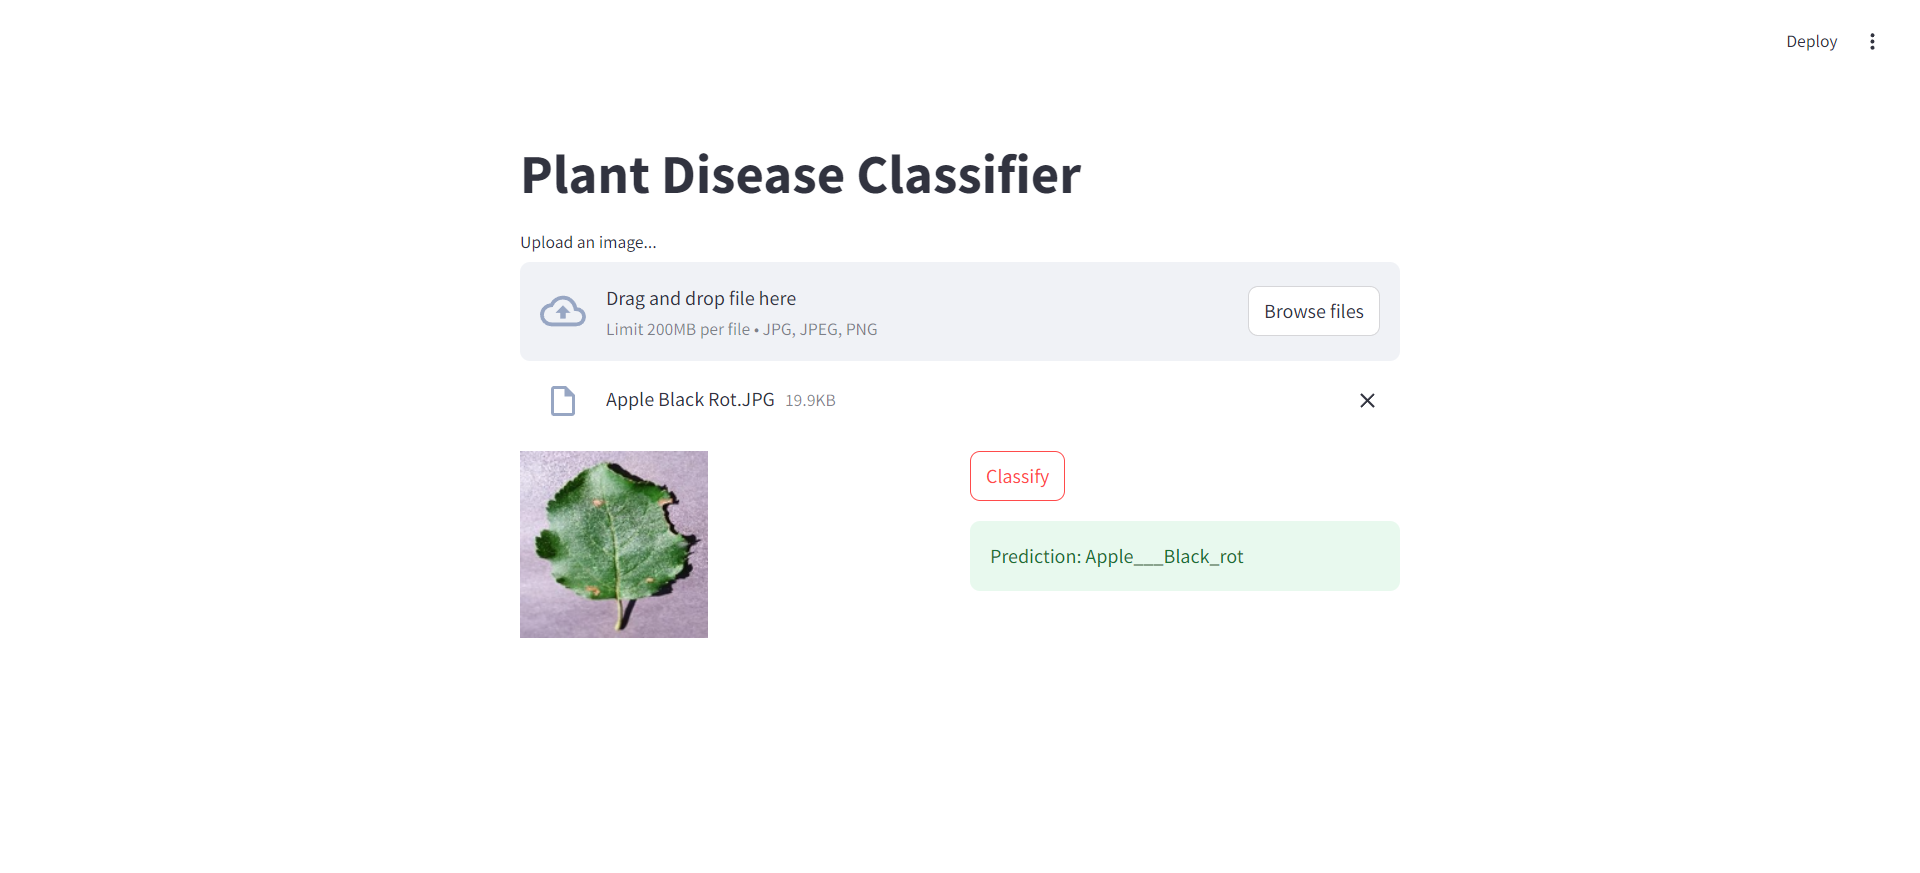 Deploy
Plant Disease Classifier
Upload an image...
Drag and drop file here
Limit 200MB per file • JPG, JPEG, PNG
Browse files
Apple Black Rot.JPG 19.9KB
Classify
Prediction: Apple___Black_rot